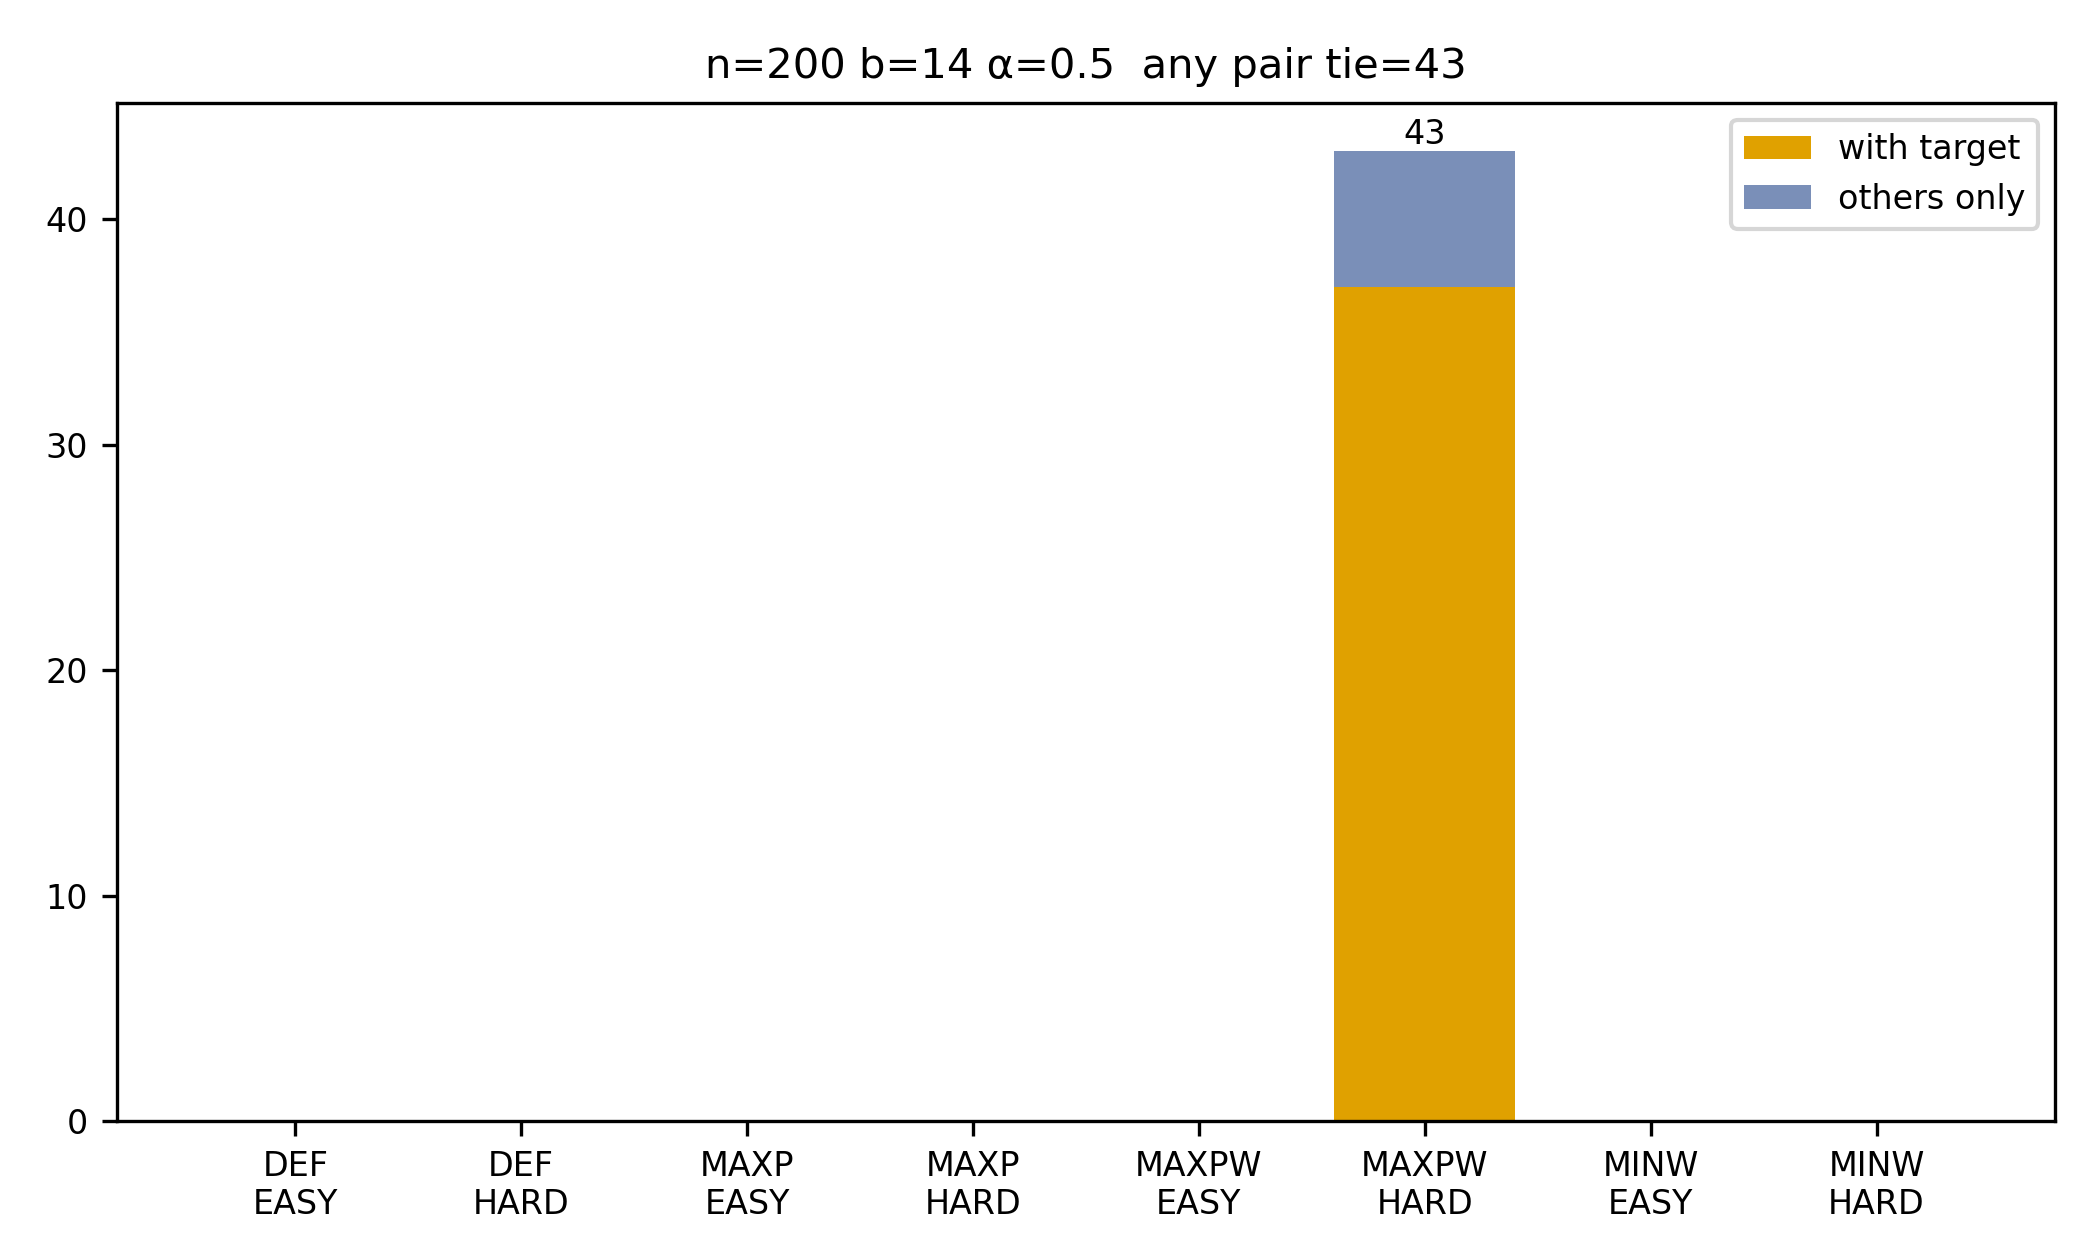 n=200 b=14 α=0.5  any pair tie=43
43
with target
others only
40
30
20
10
0
DEF EASY
DEF HARD
MAXP EASY
MAXP HARD
MAXPW EASY
MAXPW HARD
MINW EASY
MINW HARD